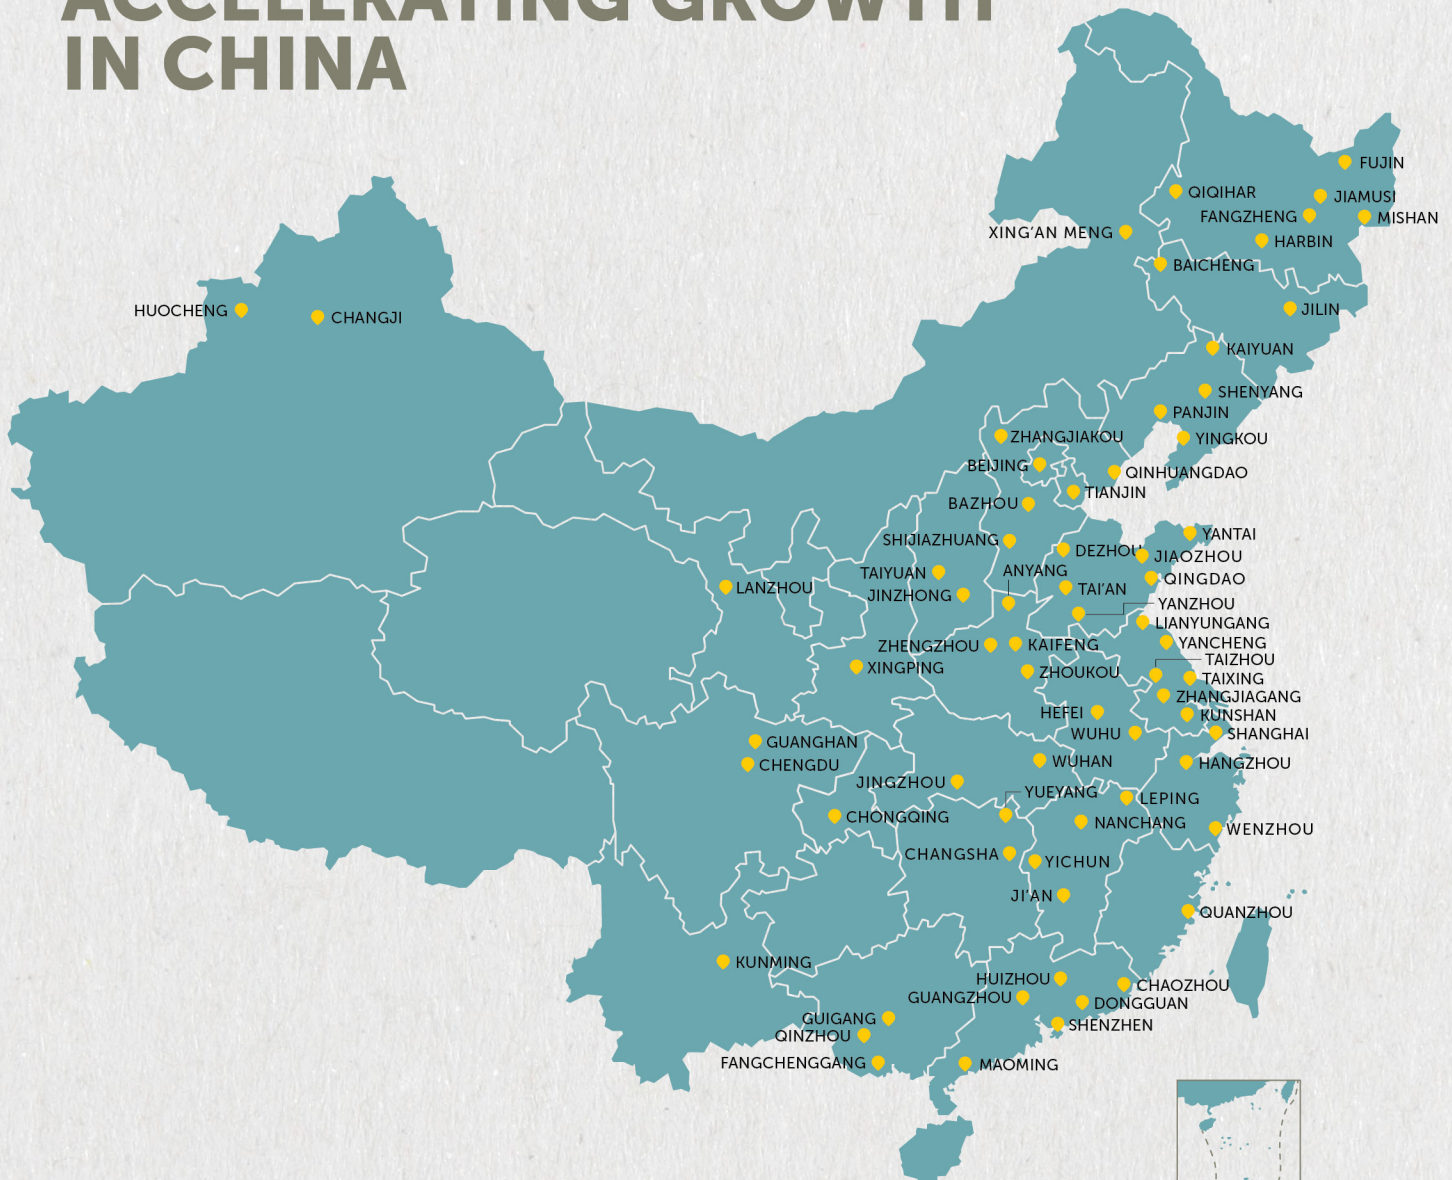 ACCELERATING GROWTH
IN CHINA
FUJIN
QIQIHAR
JIAMUSI
FANGZHENG
MISHAN
XING'AN MENG
HARBIN
BAICHENG
HUOCHENG
CHANGJI
JILIN
KAIYUAN
SHENYANG
PANJIN
ZHANGJIAKOU
YINGKOU
BEIJING
QINHUANGDAO
TIANJIN
BAZHOU
YANTAI
SHIJIAZHUANG
DEZHOU
JIAOZHOU
TAIYUAN
ANYANG
QINGDAO
LANZHOU
JINZHONG
TAI'AN
YANZHOU
LIANYUNGANG
ZHENGZHOU
KAIFENG
YANCHENG
TAIZHOU
XINGPING
ZHOUKOU
TAIXING
ZHANGJIAGANG
HEFEI
KUNSHAN
WUHU
SHANGHAI
GUANGHAN
CHENGDU
WUHAN
HANGZHOU
JINGZHOU
YUEYANG
LEPING
CHONGQING
NANCHANG
WENZHOU
CHANGSHA
YICHUN
JI'AN
QUANZHOU
KUNMING
HUIZHOU
CHAOZHOU
GUANGZHOU
DONGGUAN
GUIGANG
SHENZHEN
QINZHOU
FANGCHENGGANG
MAOMING